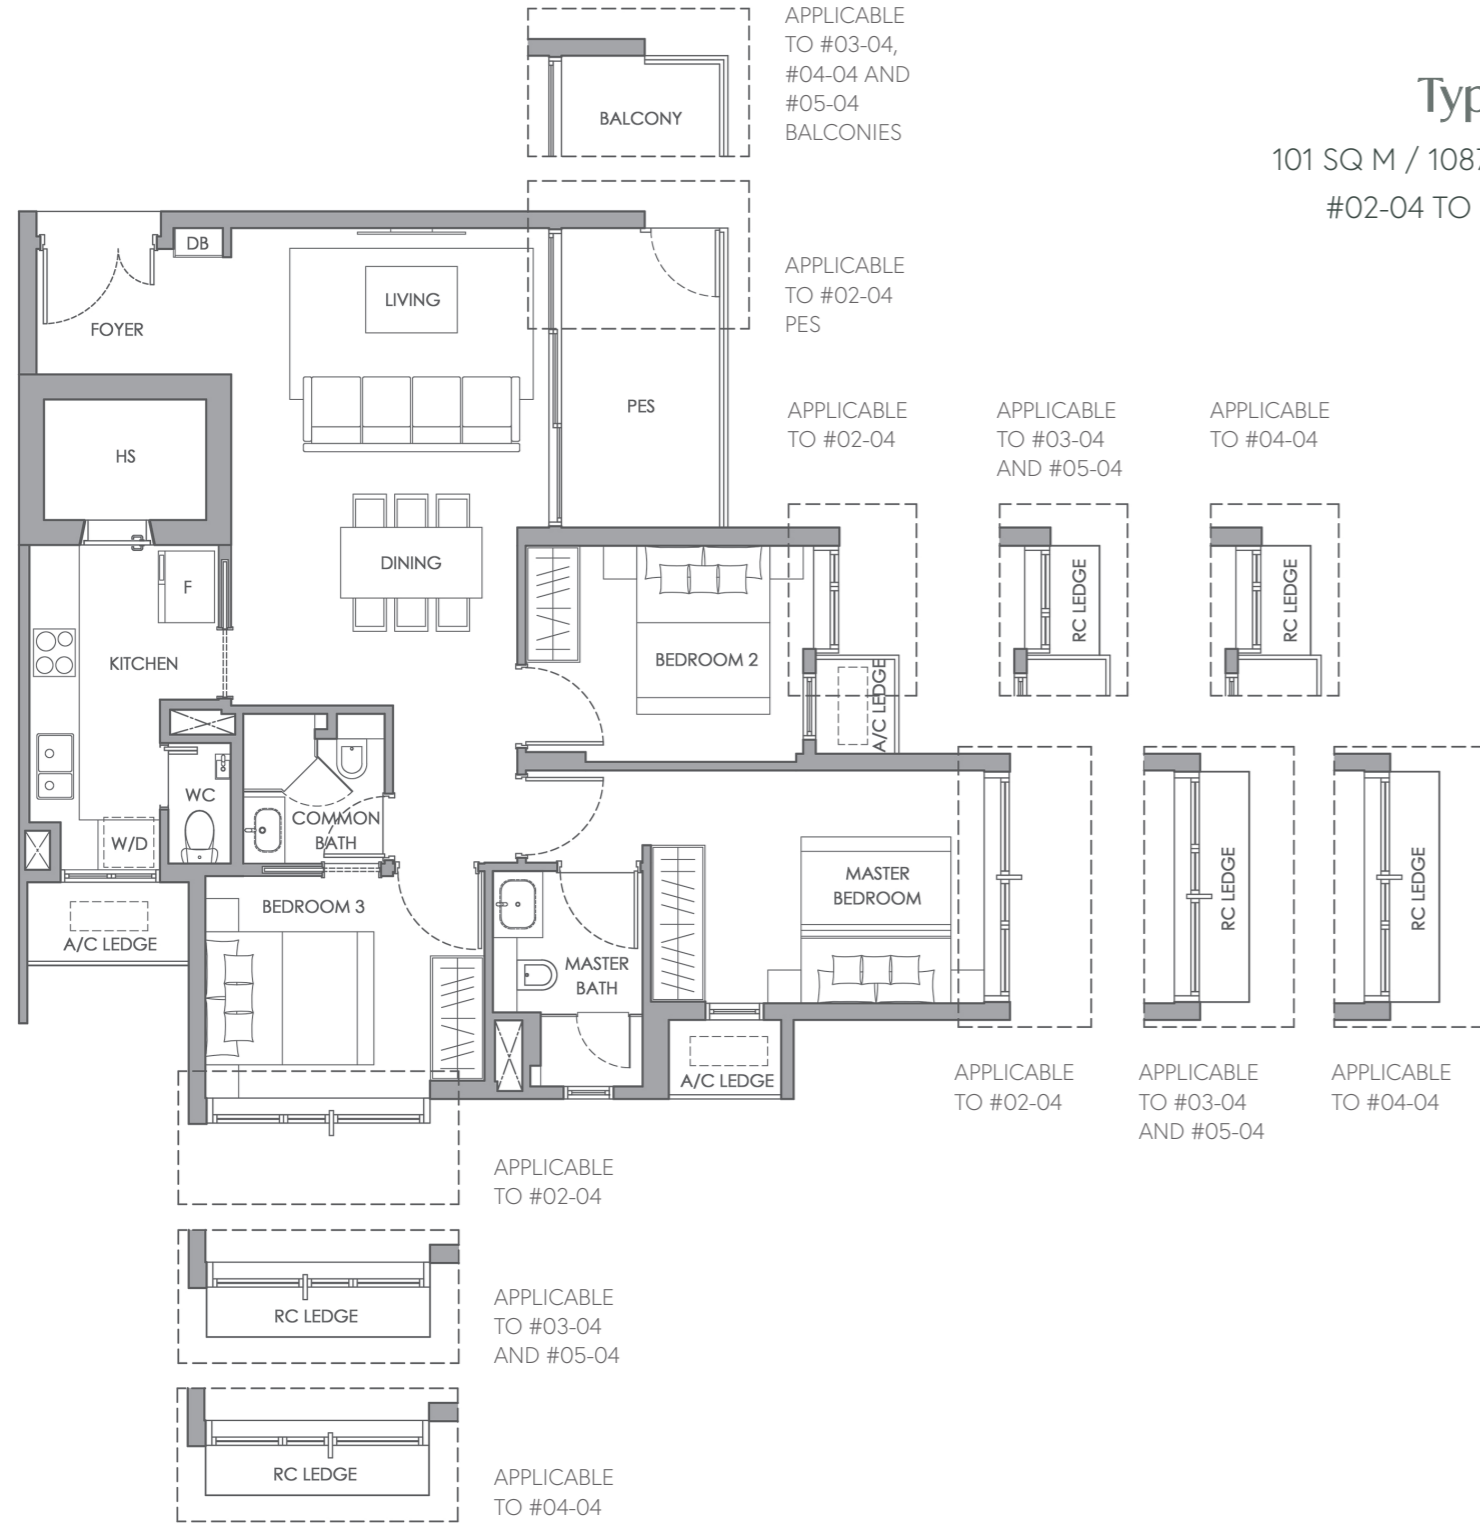 APPLICABLE
TO #03-04,
#04-04 AND
#05-04
BALCONIES
BALCONY
101 SQ M /
#02-04 TO
DB
LIVING
FOYER
APPLICABLE
TO #02-04
PES
PES
HS
APPLICABLE
TO #02-04
APPLICABLE
TO #03-04
AND #05-04
APPLICABLE
TO #04-04
DINING
F
KITCHEN
BEDROOM 2
A/C LEDGE
RC LEDGE
RC LEDGE
WC
COMMON
BATH
W/D
A/C LEDGE
BEDROOM 3
MASTER
BATH
MASTER
BEDROOM
RC LEDGE
RC LEDGE
A/C LEDGE
APPLICABLE
TO #02-04
APPLICABLE
TO #03-04
AND #05-04
APPLICABLE
TO #04-04
APPLICABLE
TO #02-04
RC LEDGE
APPLICABLE
TO #03-04
AND #05-04
RC LEDGE
APPLICABLE
TO #04-04